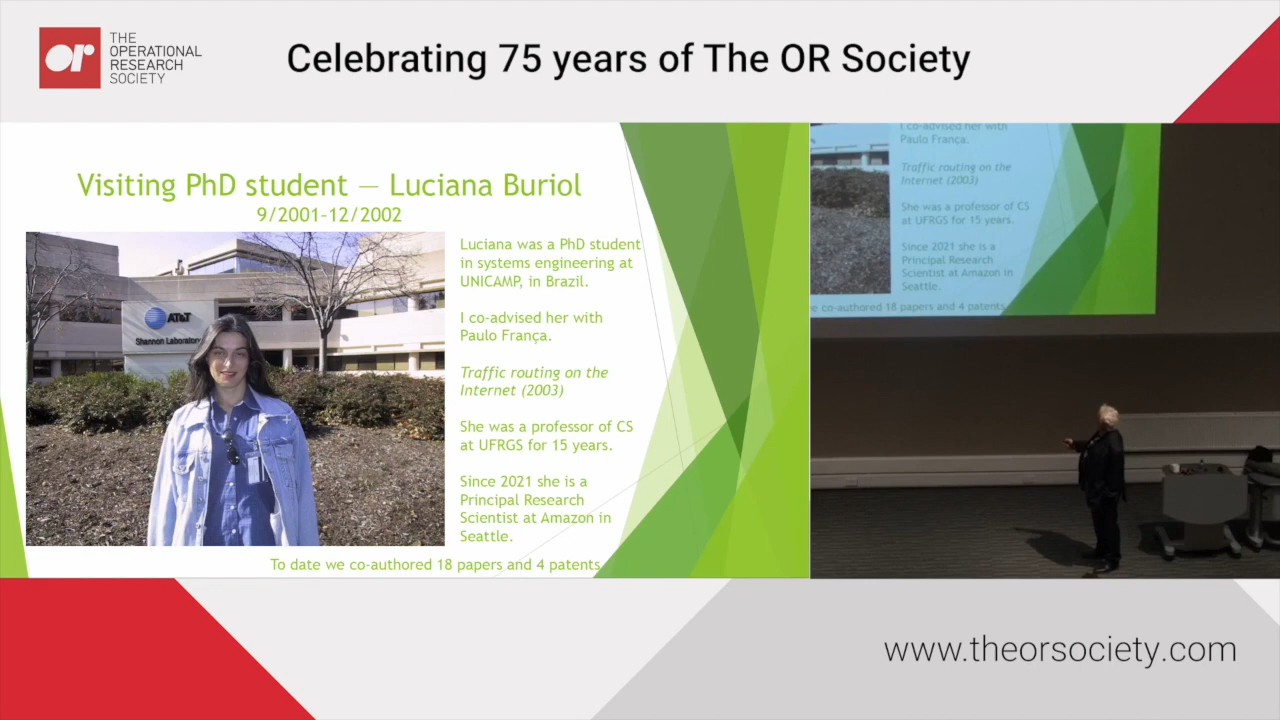 or
THE
OPERATIONAL
RESEARCH
SOCIETY
Celebrating 75 years of The OR Society
Visiting PhD student — Luciana Buriol
9/2001-12/2002
AT&T
Shannon Laboratory
Luciana was a PhD student
in systems engineering at
UNICAMP, in Brazil.
I co-advised her with
Paulo França.
Traffic routing on the
Internet (2003)
She was a professor of CS
at UFRGS for 15 years.
Since 2021 she is a
Principal Research
Scientist at Amazon in
Seattle.
To date we co-authored 18 papers and 4 patents.
I co-advised her with
Paulo França.
Traffic routing on the
Internet (2003)
She was a professor of CS
at UFRGS for 15 years.
Since 2021 she is a
Principal Research
Scientist at Amazon in
Seattle.
we co-authored 18 papers and 4 patents.
www.theorsociety.com